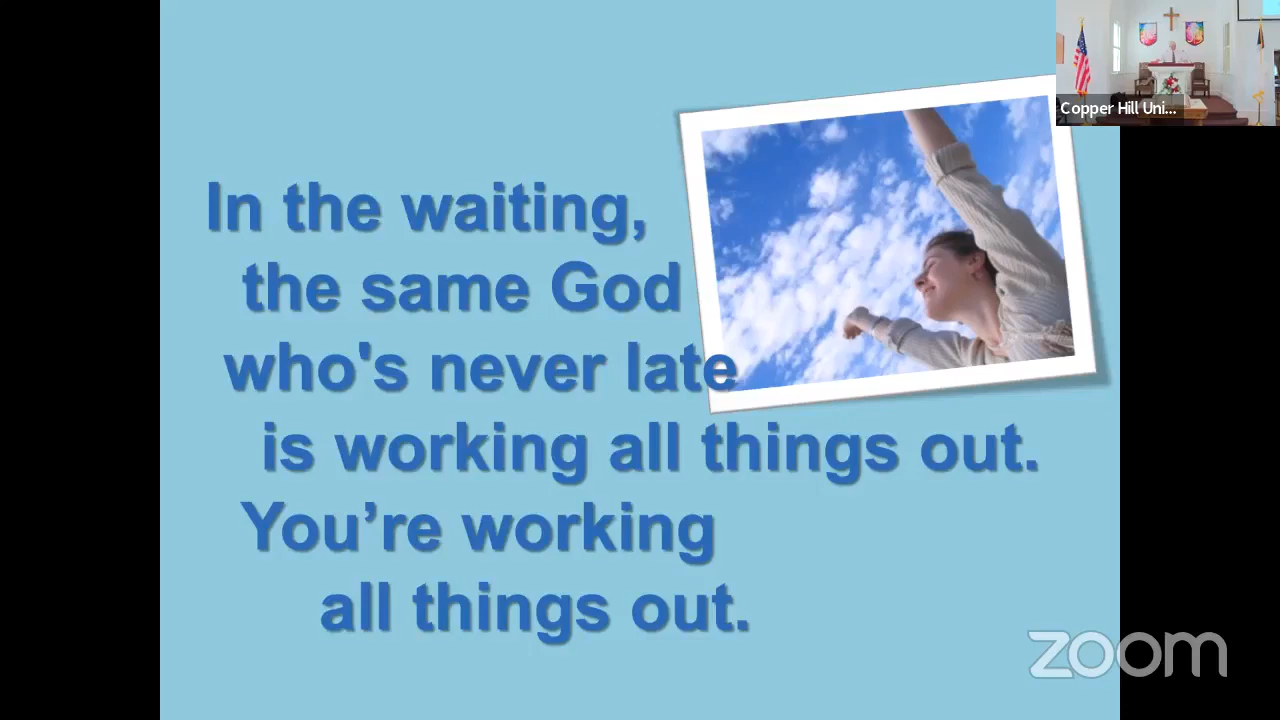 Copper Hill Uni...
In the waiting,
the same God
who's never late
is working all things out.
You’re working
all things out.
zoom